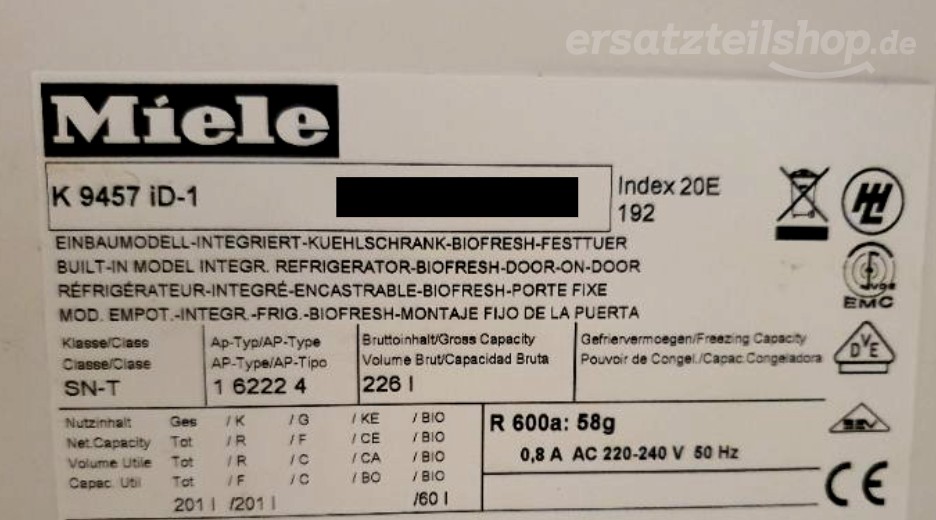 ersatzteilshop.de
Miele
K 9457 iD-1
Index 20E
192
EINBAUMODELL-INTEGRIERT-KUEHLSCHRANK-BIOFRESH-FESTTUER
BUILT-IN MODEL INTEGR. REFRIGERATOR-BIOFRESH-DOOR-ON-DOOR
RÉFRIGÉRATEUR-INTEGRÉ-ENCASTRABLE-BIOFRESH-PORTE FIXE
MOD. EMPOT.-INTEGR.-FRIG.-BIOFRESH-MONTAJE FIJO DE LA PUERTA
EMC
DVE
Klasse/Class Ap-Typ/AP-Type Bruttoinhalt/Gross Capacity Gefriervermoegen/Freezing Capacity
Classe/Clase AP-Type/AP-Tipo Volume Brut/Capacidad Bruta Pouvoir de Congel./Capac.Congeladora
SN-T 1 6222 4 226 l
Nutzinhalt Ges / K / G / KE / BIO
Net.Capacity Tot / R / F / CE / BIO
Volume Utile Tot / R / C / CA / BIO
Capac. Util Tot / F / C / BO / BIO
201 l /201 l /60 l
R 600a: 58g
0,8 A AC 220-240 V 50 Hz
CE